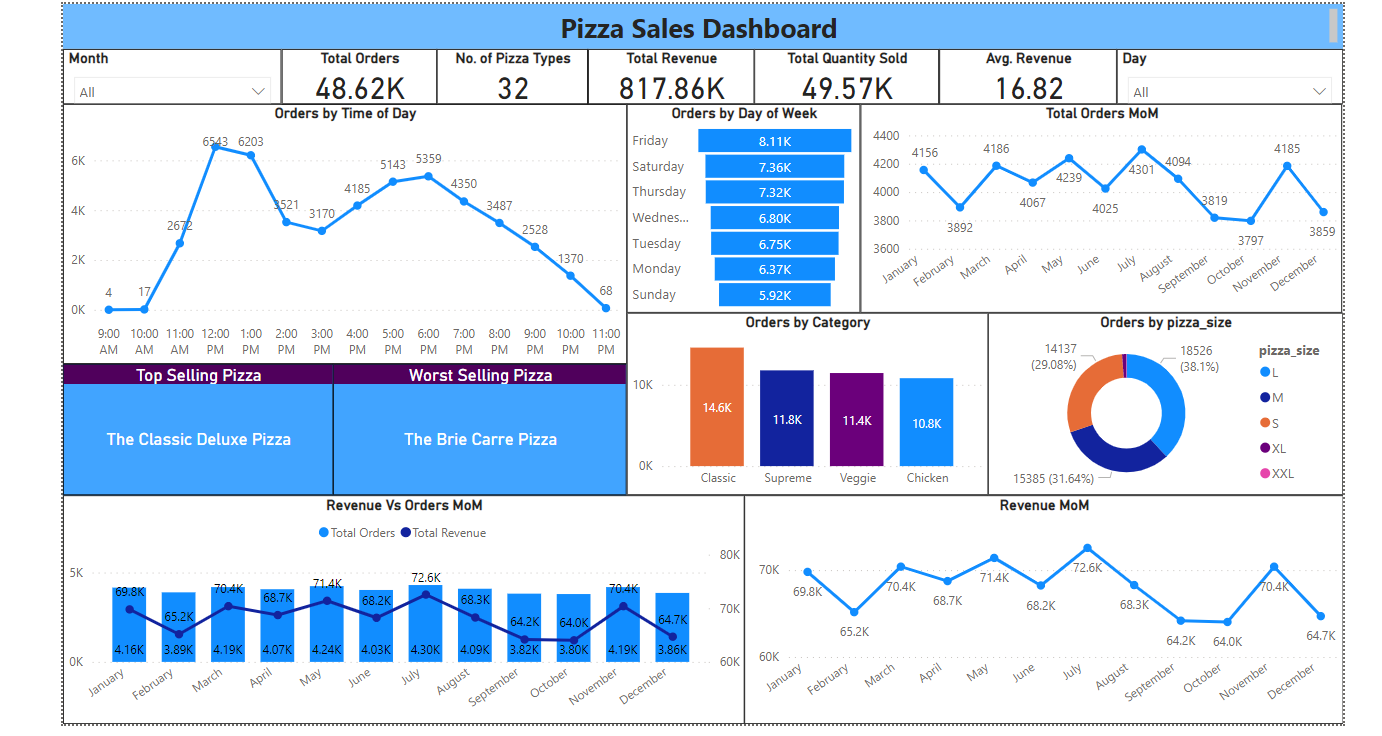 Pizza Sales Dashboard
Month
All
Total Orders
48.62K
No. of Pizza Types
32
Total Revenue
817.86K
Total Quantity Sold
49.57K
Avg. Revenue
16.82
Day
All
Orders by Time of Day
6K
4K
2K
0K
4
17
2672
6543
6203
3521
3170
4185
5143
5359
4350
3487
2528
1370
68
9:00 AM
10:00 AM
11:00 AM
12:00 PM
1:00 PM
2:00 PM
3:00 PM
4:00 PM
5:00 PM
6:00 PM
7:00 PM
8:00 PM
9:00 PM
10:00 PM
11:00 PM
Orders by Day of Week
Friday 8.11K
Saturday 7.36K
Thursday 7.32K
Wednes... 6.80K
Tuesday 6.75K
Monday 6.37K
Sunday 5.92K
Total Orders MoM
4400
4200
4000
3800
3600
4156
3892
4186
4067
4239
4025
4301
4094
3819
3797
4185
3859
January
February
March
April
May
June
July
August
September
October
November
December
Top Selling Pizza
The Classic Deluxe Pizza
Worst Selling Pizza
The Brie Carre Pizza
Orders by Category
10K
0K
14.6K
11.8K
11.4K
10.8K
Classic
Supreme
Veggie
Chicken
Orders by pizza_size
14137
(29.08%)
18526
(38.1%)
15385 (31.64%)
pizza_size
L
M
S
XL
XXL
Revenue Vs Orders MoM
Total Orders
Total Revenue
5K
0K
80K
70K
60K
69.8K
65.2K
70.4K
68.7K
71.4K
68.2K
72.6K
68.3K
64.2K
64.0K
70.4K
64.7K
4.16K
3.89K
4.19K
4.07K
4.24K
4.03K
4.30K
4.09K
3.82K
3.80K
4.19K
3.86K
January
February
March
April
May
June
July
August
September
October
November
December
Revenue MoM
70K
60K
69.8K
65.2K
70.4K
68.7K
71.4K
68.2K
72.6K
68.3K
64.2K
64.0K
70.4K
64.7K
January
February
March
April
May
June
July
August
September
October
November
December